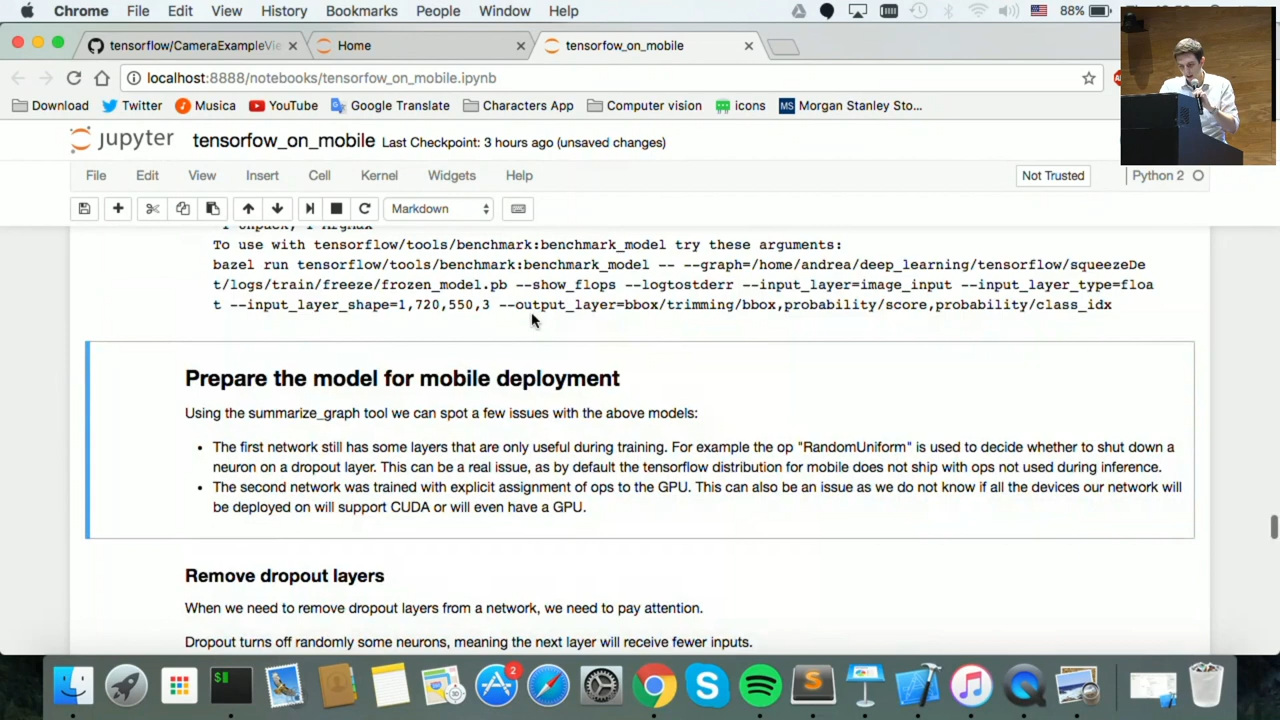 Chrome File Edit View History Bookmarks People Window Help 88%
tensorflow/CameraExampleVie Home tensorfow_on_mobile
localhost:8888/notebooks/tensorfow_on_mobile.ipynb
Download Twitter Musica YouTube Google Translate Characters App Computer vision icons MS Morgan Stanley Sto...
jupyter tensorfow_on_mobile Last Checkpoint: 3 hours ago (unsaved changes)
File Edit View Insert Cell Kernel Widgets Help Not Trusted Python 2
Markdown
To use with tensorflow/tools/benchmark:benchmark_model try these arguments:
bazel run tensorflow/tools/benchmark:benchmark_model -- --graph=/home/andrea/deep_learning/tensorflow/squeezeDe
t/logs/train/freeze/frozen_model.pb --show_flops --logtostderr --input_layer=image_input --input_layer_type=floa
t --input_layer_shape=1,720,550,3 --output_layer=bbox/trimming/bbox,probability/score,probability/class_idx
Prepare the model for mobile deployment
Using the summarize_graph tool we can spot a few issues with the above models:
• The first network still has some layers that are only useful during training. For example the op "RandomUniform" is used to decide whether to shut down a
neuron on a dropout layer. This can be a real issue, as by default the tensorflow distribution for mobile does not ship with ops not used during inference.
• The second network was trained with explicit assignment of ops to the GPU. This can also be an issue as we do not know if all the devices our network will
be deployed on will support CUDA or will even have a GPU.
Remove dropout layers
When we need to remove dropout layers from a network, we need to pay attention.
Dropout turns off randomly some neurons, meaning the next layer will receive fewer inputs.
2